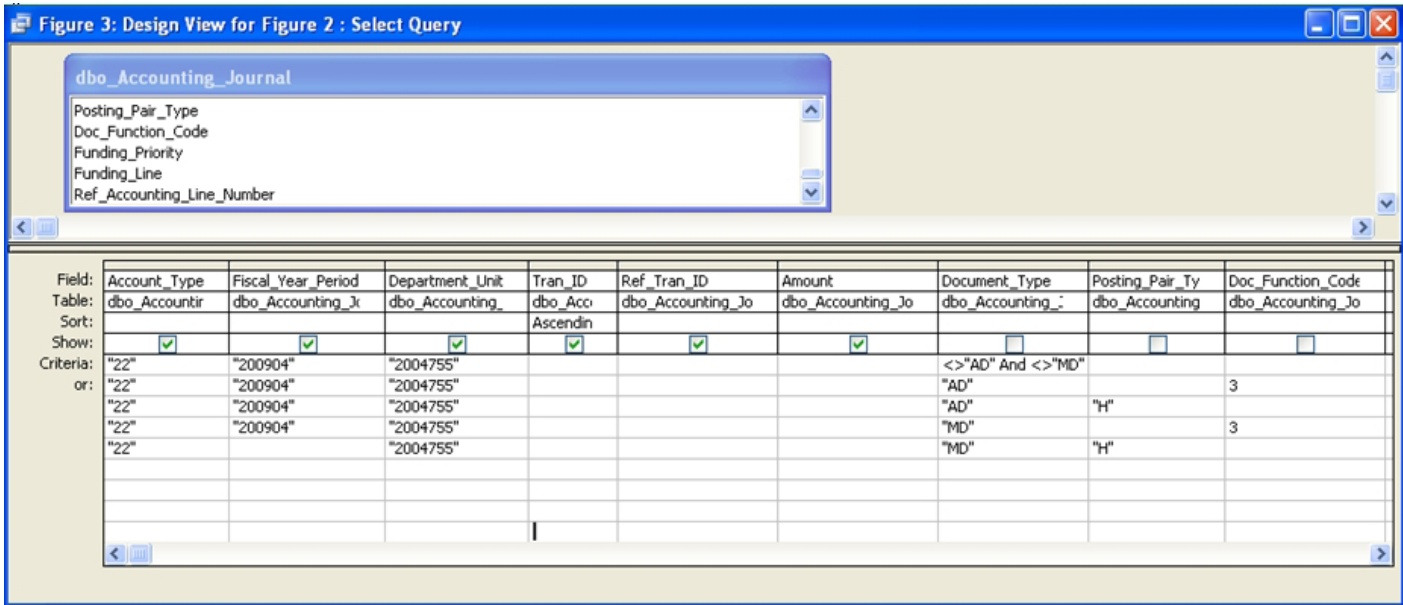 Figure 3: Design View for Figure 2 : Select Query
dbo_Accounting_Journal
Posting_Pair_Type
Doc_Function_Code
Funding_Priority
Funding_Line
Ref_Accounting_Line_Number
Field: Account_Type Fiscal_Year_Period Department_Unit Tran_ID Ref_Tran_ID Amount Document_Type Posting_Pair_Ty Doc_Function_Code
Table: dbo_Accountir dbo_Accounting_Jc dbo_Accounting_ dbo_Acco dbo_Accounting_Jo dbo_Accounting_Jo dbo_Accounting_J dbo_Accounting dbo_Accounting_Jo
Sort: Ascendin
Show:
Criteria: "22" "200904" "2004755" <>"AD" And <>"MD"
or: "22" "200904" "2004755" "AD" 3
"22" "200904" "2004755" "AD" "H"
"22" "200904" "2004755" "MD" 3
"22" "2004755" "MD" "H"